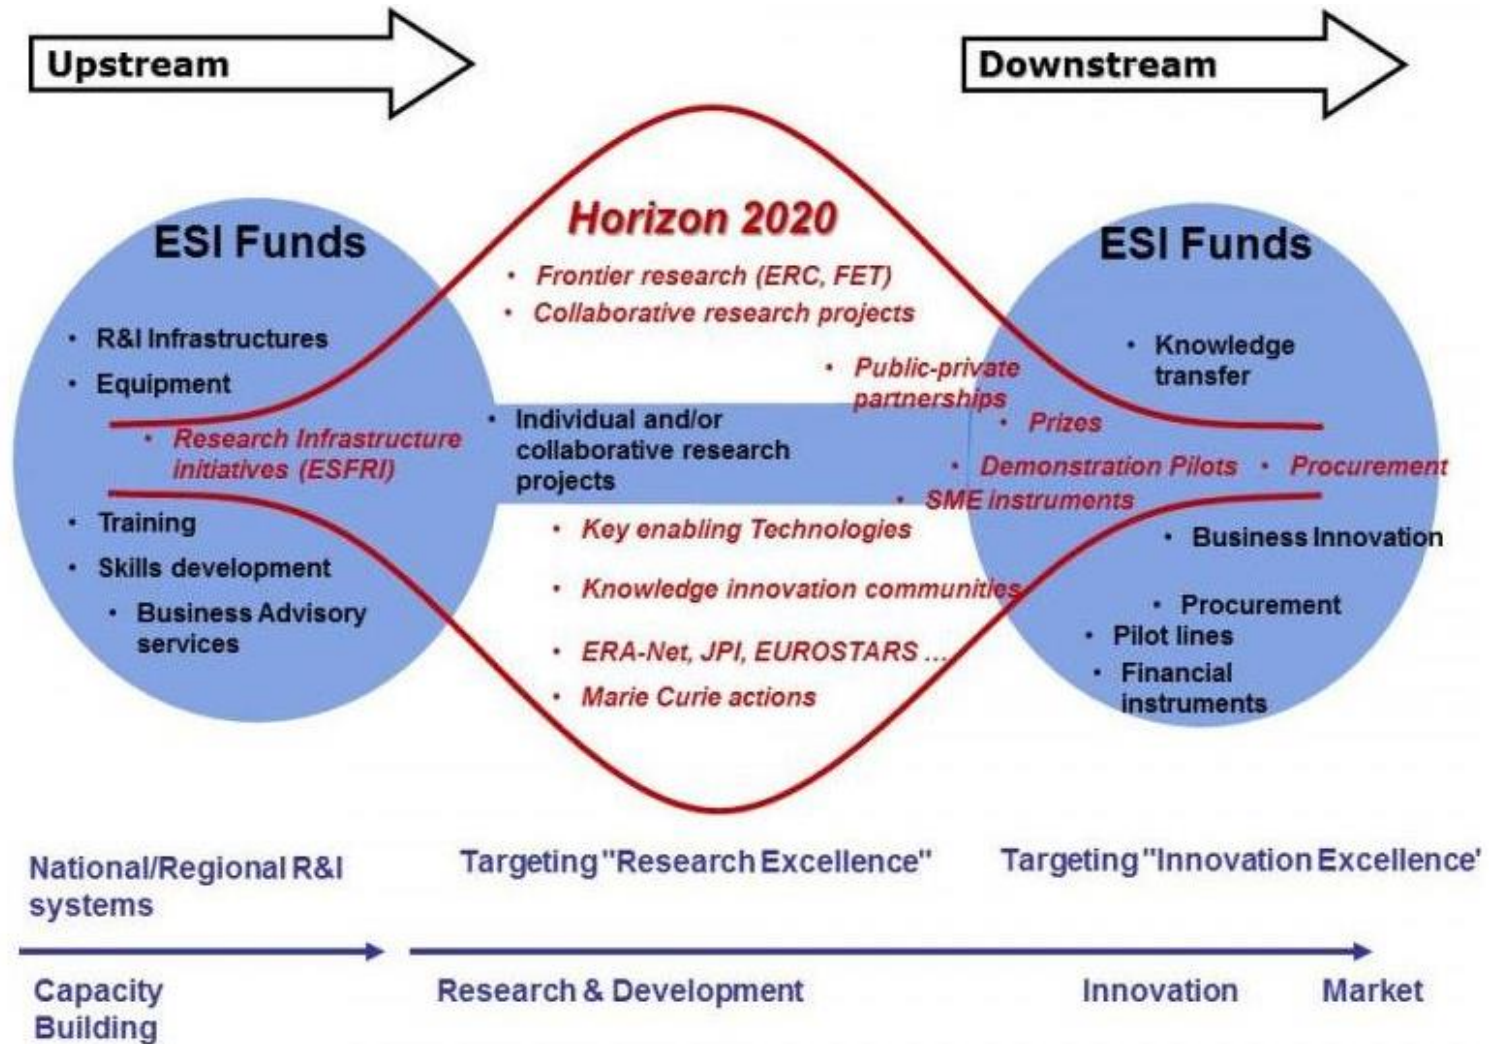 Upstream
Downstream
ESI Funds
• R&I Infrastructures
• Equipment
• Research Infrastructure
initiatives (ESFRI)
• Training
• Skills development
• Business Advisory
services
Horizon 2020
• Frontier research (ERC, FET)
• Collaborative research projects
• Public-private
partnerships
• Individual and/or
collaborative research
projects
• Prizes
• Demonstration Pilots • Procurement
• SME instruments
• Key enabling Technologies
• Knowledge innovation communities
• ERA-Net, JPI, EUROSTARS ...
• Marie Curie actions
ESI Funds
• Knowledge
transfer
• Business Innovation
• Procurement
• Pilot lines
• Financial
instruments
National/Regional R&I
systems
Targeting "Research Excellence"
Targeting "Innovation Excellence'
Capacity
Building
Research & Development
Innovation
Market